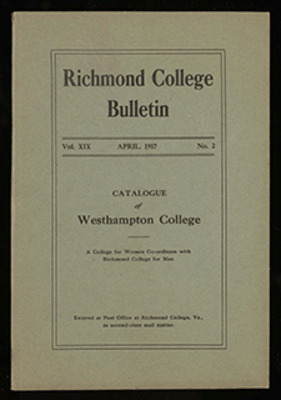 Richmond College
Bulletin
Vol. XIX APRIL, 1917 No. 2
CATALOGUE
of
Westhampton College
A College for Women Co-ordinate with
Richmond College for Men
Entered at Post Office at Richmond College, Va.,
as second-class mail matter.